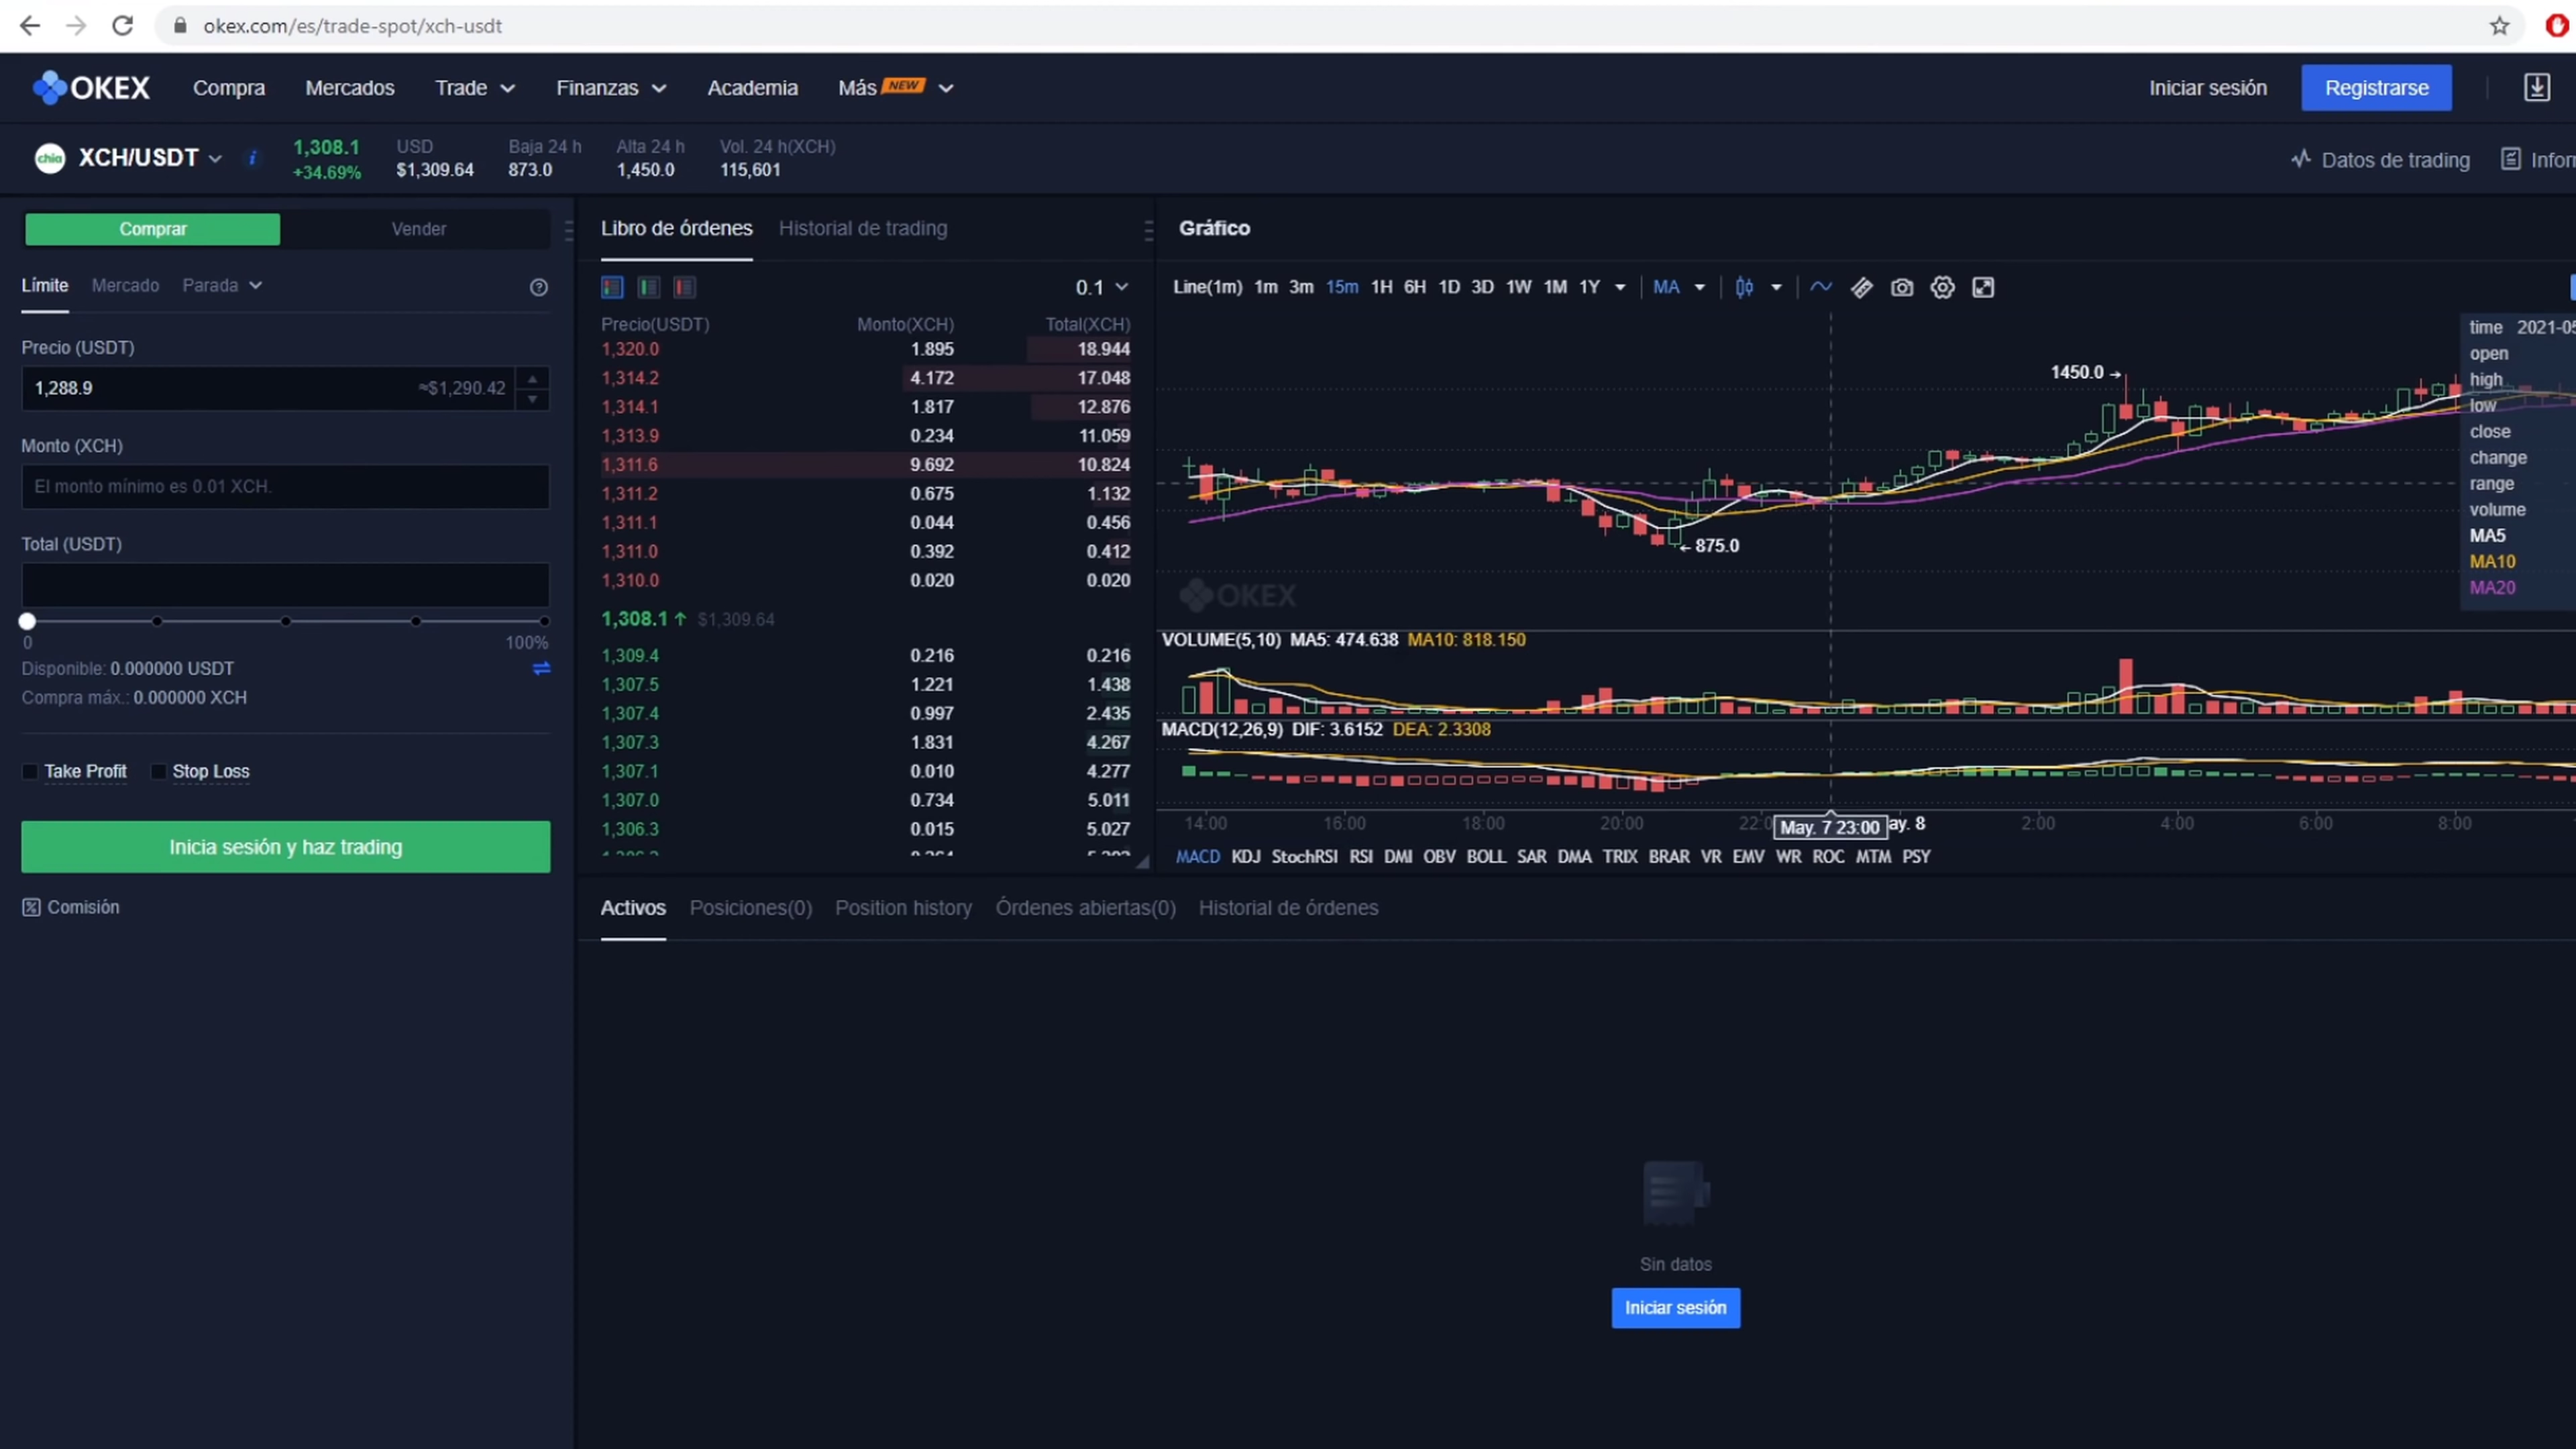 okex.com/es/trade-spot/xch-usdt
OKEX Compra Mercados Trade Finanzas Academia Más NEW Iniciar sesión Registrarse
chia XCH/USDT i 1,308.1 +34.69% USD $1,309.64 Baja 24 h 873.0 Alta 24 h 1,450.0 Vol. 24 h(XCH) 115,601 Datos de trading
Comprar Vender
Límite Mercado Parada
Precio (USDT)
1,288.9 ≈$1,290.42
Monto (XCH)
El monto mínimo es 0.01 XCH.
Total (USDT)
0 100%
Disponible: 0.000000 USDT
Compra máx.: 0.000000 XCH
Take Profit Stop Loss
Inicia sesión y haz trading
Comisión
Libro de órdenes Historial de trading
0.1
Precio(USDT) Monto(XCH) Total(XCH)
1,320.0 1.895 18.944
1,314.2 4.172 17.048
1,314.1 1.817 12.876
1,313.9 0.234 11.059
1,311.6 9.692 10.824
1,311.2 0.675 1.132
1,311.1 0.044 0.456
1,311.0 0.392 0.412
1,310.0 0.020 0.020
1,308.1↑ $1,309.64
1,309.4 0.216 0.216
1,307.5 1.221 1.438
1,307.4 0.997 2.435
1,307.3 1.831 4.267
1,307.1 0.010 4.277
1,307.0 0.734 5.011
1,306.3 0.015 5.027
Gráfico
Line(1m) 1m 3m 15m 1H 6H 1D 3D 1W 1M 1Y MA
time 2021-05
open
high
low
close
change
range
volume
MA5
MA10
MA20
1450.0→
←875.0
OKEX
VOLUME(5,10) MA5: 474.638 MA10: 818.150
MACD(12,26,9) DIF: 3.6152 DEA: 2.3308
14:00 16:00 18:00 20:00 22:0 May. 7 23:00 ay. 8 2:00 4:00 6:00 8:00
MACD KDJ StochRSI RSI DMI OBV BOLL SAR DMA TRIX BRAR VR EMV WR ROC MTM PSY
Activos Posiciones(0) Position history Órdenes abiertas(0) Historial de órdenes
Sin datos
Iniciar sesión